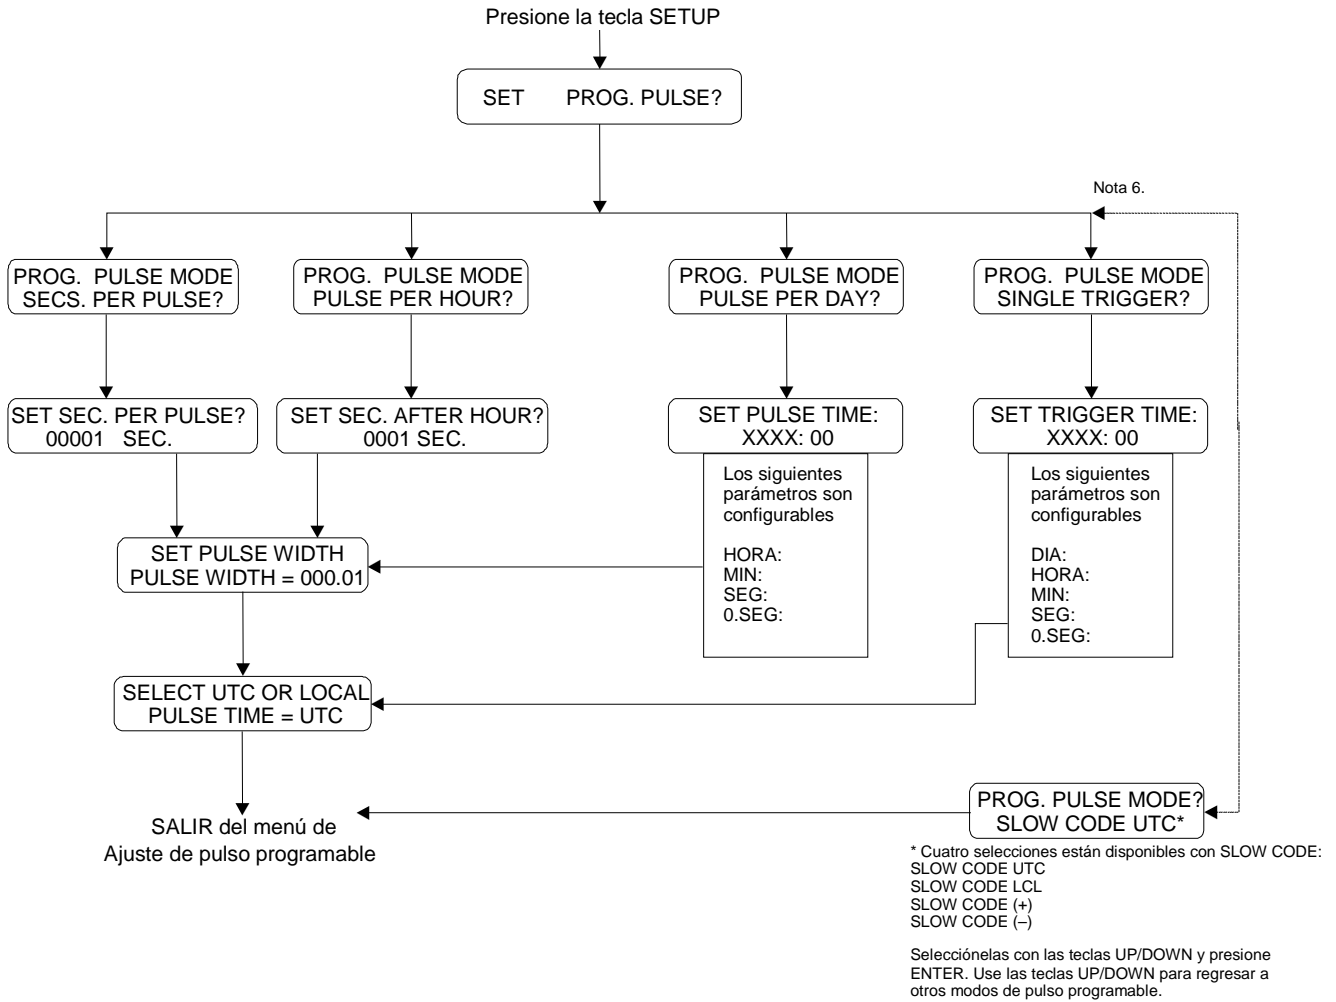 Presione la tecla SETUP
SET PROG. PULSE?
Nota 6.
PROG. PULSE MODE
SECS. PER PULSE?
PROG. PULSE MODE
PULSE PER HOUR?
PROG. PULSE MODE
PULSE PER DAY?
PROG. PULSE MODE
SINGLE TRIGGER?
SET SEC. PER PULSE?
00001 SEC.
SET SEC. AFTER HOUR?
0001 SEC.
SET PULSE TIME:
XXXX: 00
SET TRIGGER TIME:
XXXX: 00
Los siguientes
parámetros son
configurables
HORA:
MIN:
SEG:
0.SEG:
Los siguientes
parámetros son
configurables
DIA:
HORA:
MIN:
SEG:
0.SEG:
SET PULSE WIDTH
PULSE WIDTH = 000.01
SELECT UTC OR LOCAL
PULSE TIME = UTC
SALIR del menú de
Ajuste de pulso programable
PROG. PULSE MODE?
SLOW CODE UTC*
* Cuatro selecciones están disponibles con SLOW CODE:
SLOW CODE UTC
SLOW CODE LCL
SLOW CODE (+)
SLOW CODE (–)
Selecciónelas con las teclas UP/DOWN y presione
ENTER. Use las teclas UP/DOWN para regresar a
otros modos de pulso programable.